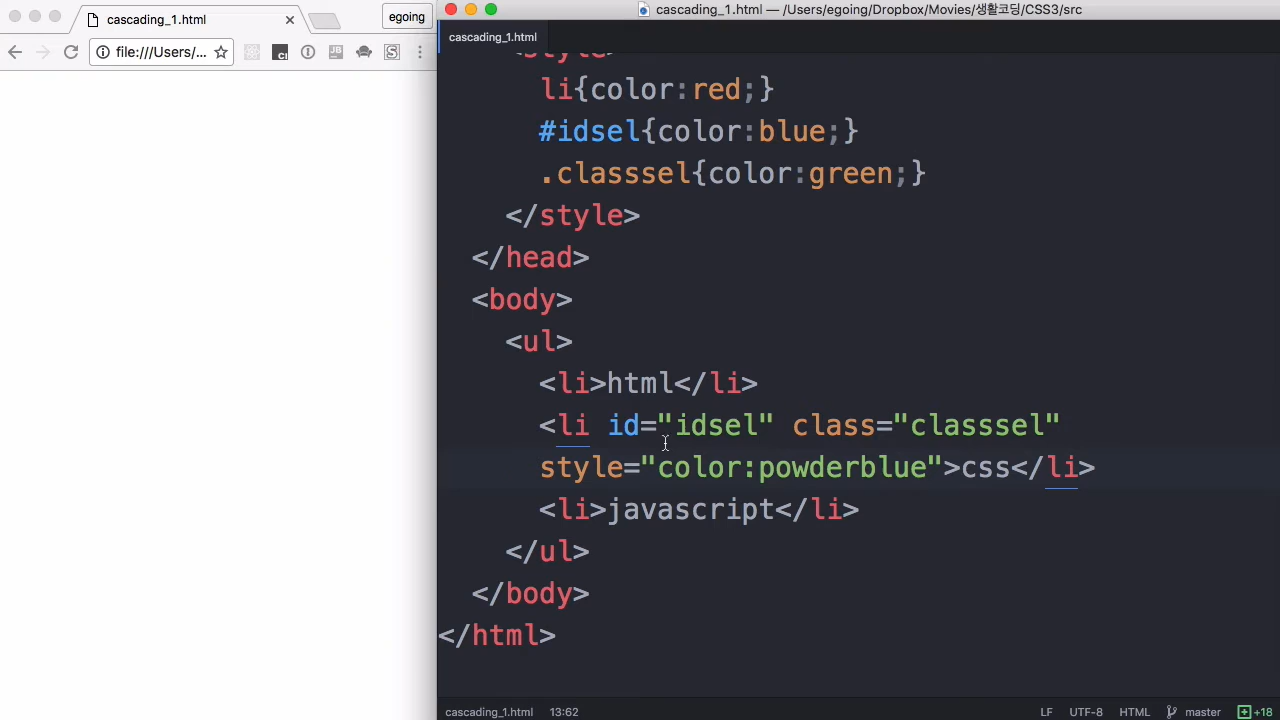 cascading_1.html
egoing
file:///Users/...
cascading_1.html — /Users/egoing/Dropbox/Movies/생활코딩/CSS3/src
cascading_1.html
<style>
li{color:red;}
#idsel{color:blue;}
.classsel{color:green;}
</style>
</head>
<body>
<ul>
<li>html</li>
<li id="idsel" class="classsel"
style="color:powderblue">css</li>
<li>javascript</li>
</ul>
</body>
</html>
cascading_1.html 13:62
LF UTF-8 HTML master +18